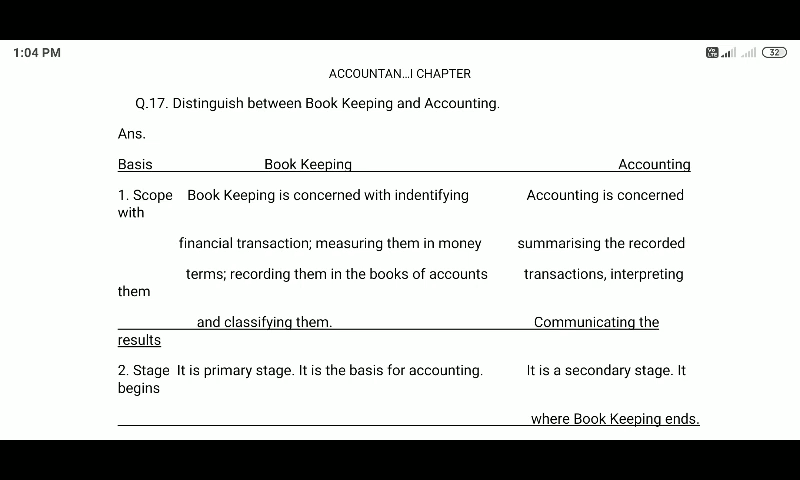 1:04 PM
32
ACCOUNTAN...I CHAPTER
Q.17. Distinguish between Book Keeping and Accounting.
Ans.
Basis Book Keeping Accounting
1. Scope Book Keeping is concerned with indentifying Accounting is concerned
with
financial transaction; measuring them in money summarising the recorded
terms; recording them in the books of accounts transactions, interpreting
them
and classifying them. Communicating the
results
2. Stage It is primary stage. It is the basis for accounting. It is a secondary stage. It
begins
where Book Keeping ends.